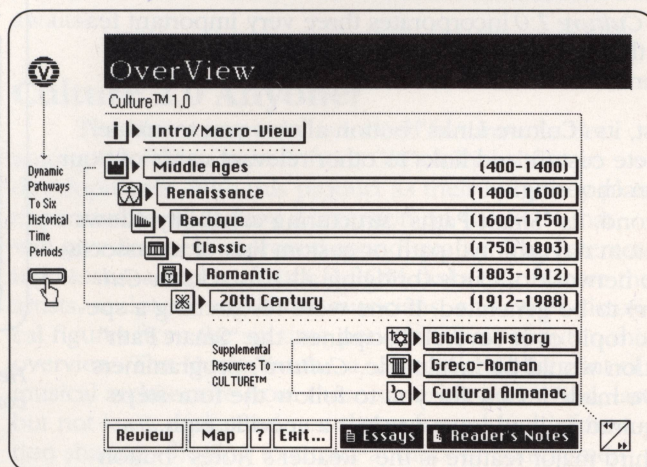 V
OverView
Culture™ 1.0
i Intro/Macro-View
Dynamic
Pathways
To Six
Historical
Time
Periods
Middle Ages (1400 -1400)
Renaissance (1400-1600)
Baroque (1600-1750)
Classic (1750-1803)
Romantic (1803-1912)
20th Century (1912-1988)
Supplemental
Resources To
CULTURE™
Biblical History
Greco-Roman
Cultural Almanac
Review Map ? Exit... Essays Reader's Notes